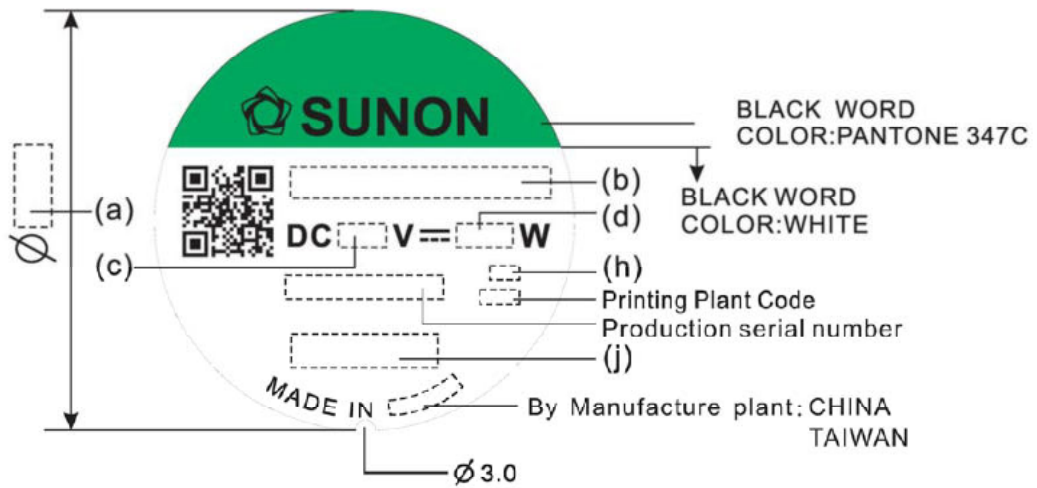 SUNON
BLACK WORD
COLOR:PANTONE 347C
(b)
(a)
BLACK WORD
COLOR:WHITE
(d)
DC V W
Ø
(c)
(h)
Printing Plant Code
Production serial number
(j)
MADE IN
By Manufacture plant: CHINA
TAIWAN
Ø 3.0